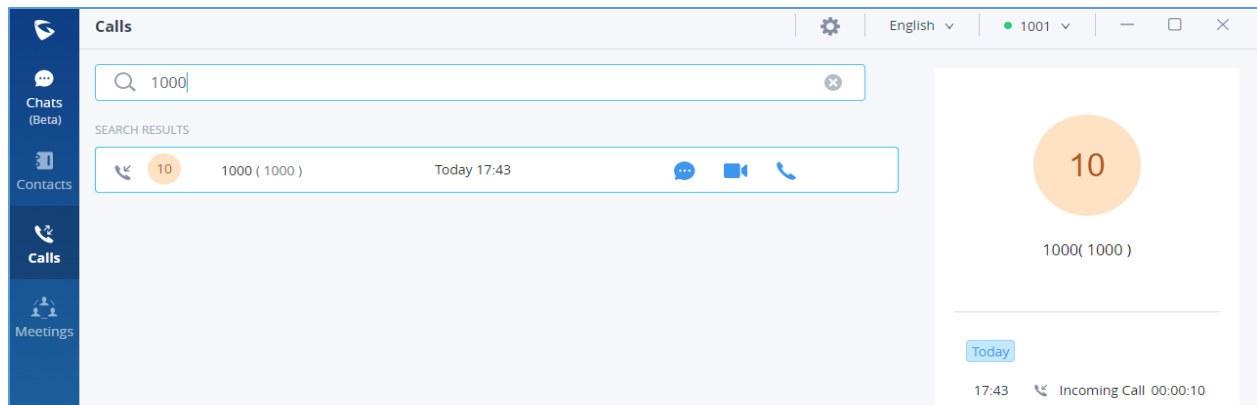 Calls
English
1001
Chats
(Beta)
Contacts
Calls
Meetings
1000
SEARCH RESULTS
10 1000 ( 1000 ) Today 17:43
10
1000( 1000 )
Today
17:43 Incoming Call 00:00:10